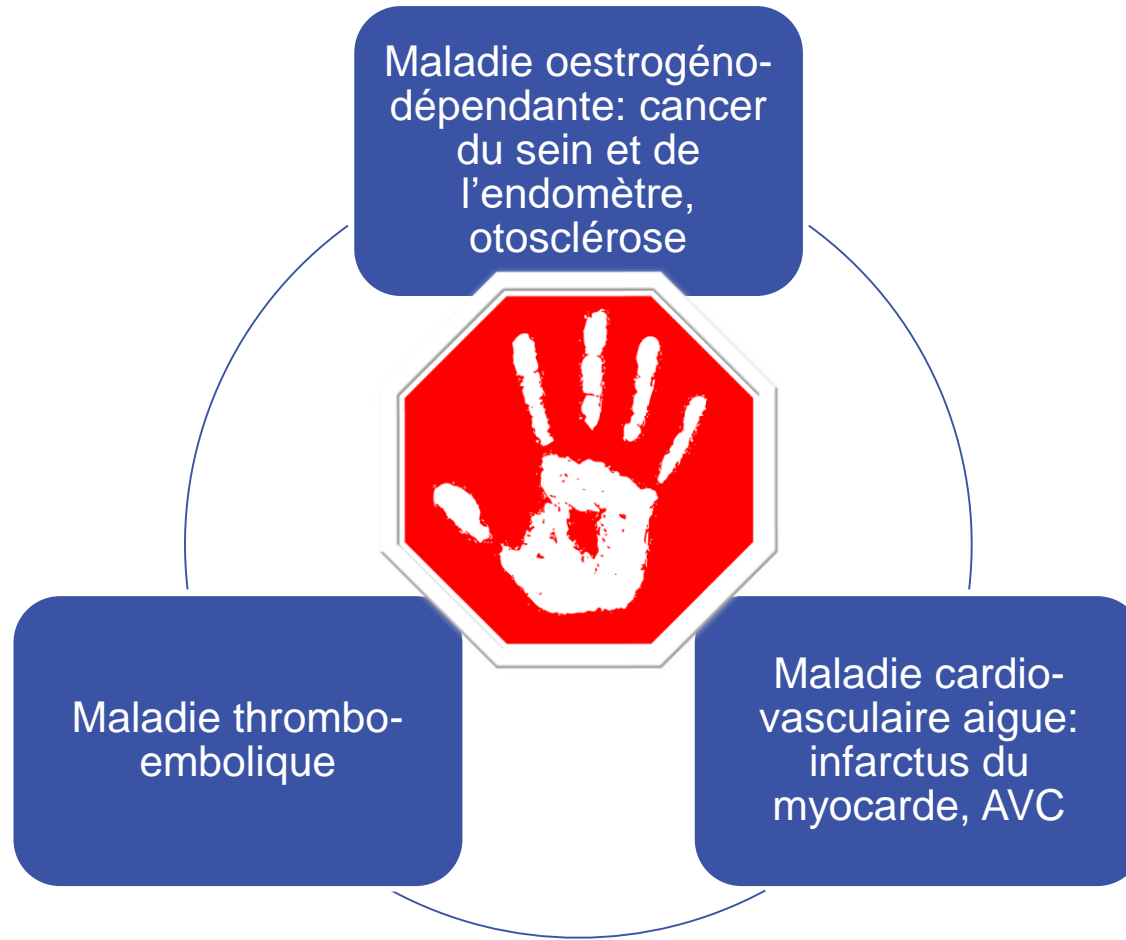 Maladie oestrogéno-
dépendante: cancer
du sein et de
l’endomètre,
otosclérose
Maladie thrombo-
embolique
Maladie cardio-
vasculaire aigue:
infarctus du
myocarde, AVC